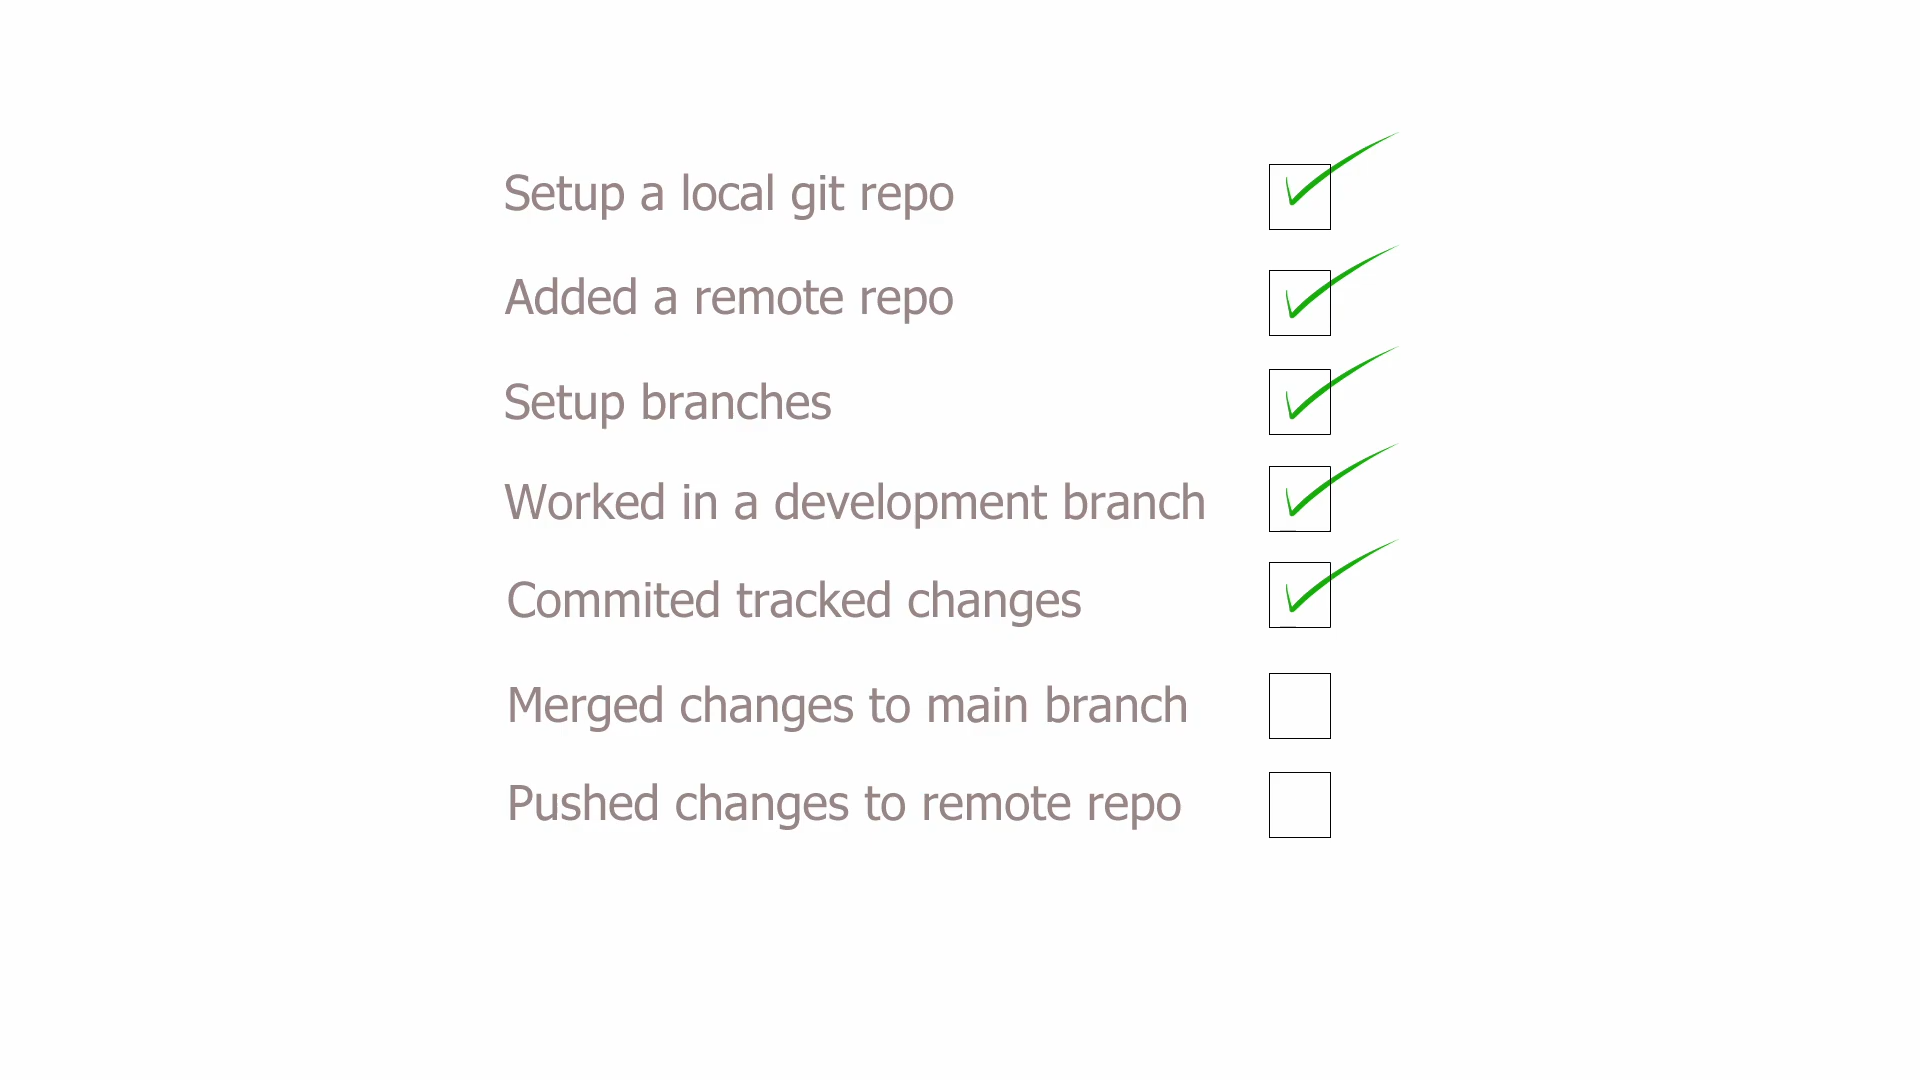 Setup a local git repo
Added a remote repo
Setup branches
Worked in a development branch
Commited tracked changes
Merged changes to main branch
Pushed changes to remote repo